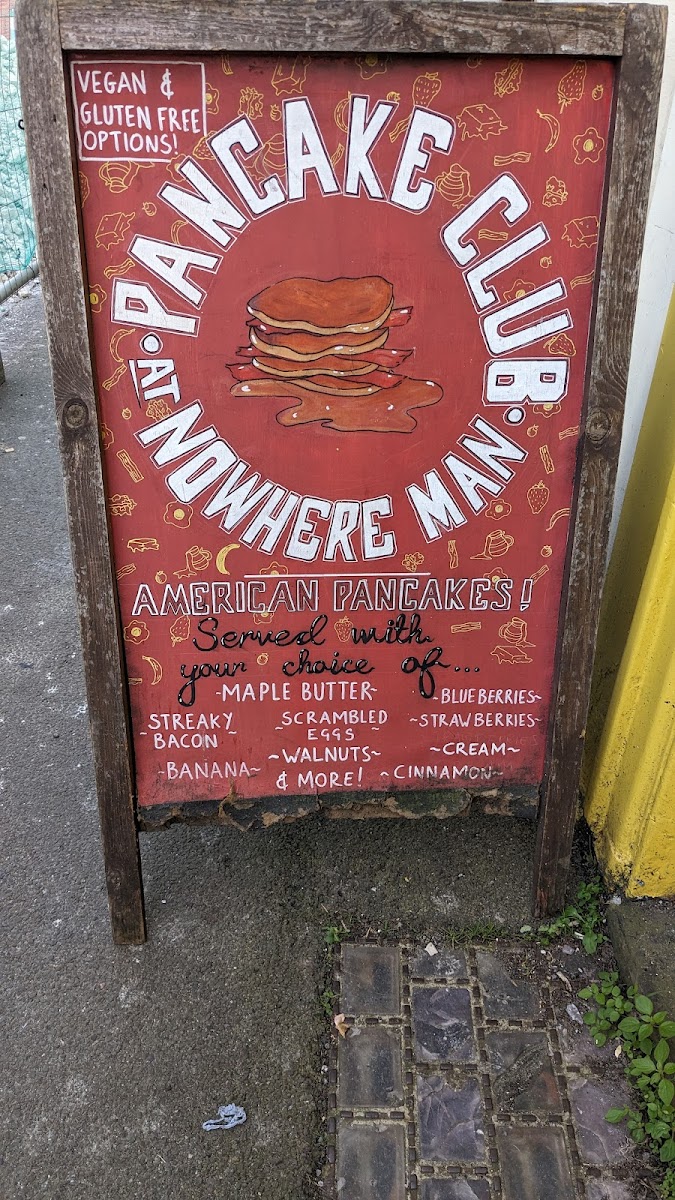 VEGAN &
GLUTEN FREE
OPTIONS!
PANCAKE CLUB
• AT NOWHERE MAN •
AMERICAN PANCAKES!
Served with
your choice of...
~MAPLE BUTTER~
~BLUEBERRIES~
~STREAKY
BACON~
~SCRAMBLED
EGGS~
~STRAWBERRIES~
~WALNUTS~
~CREAM~
~BANANA~
& MORE!
~CINNAMON~